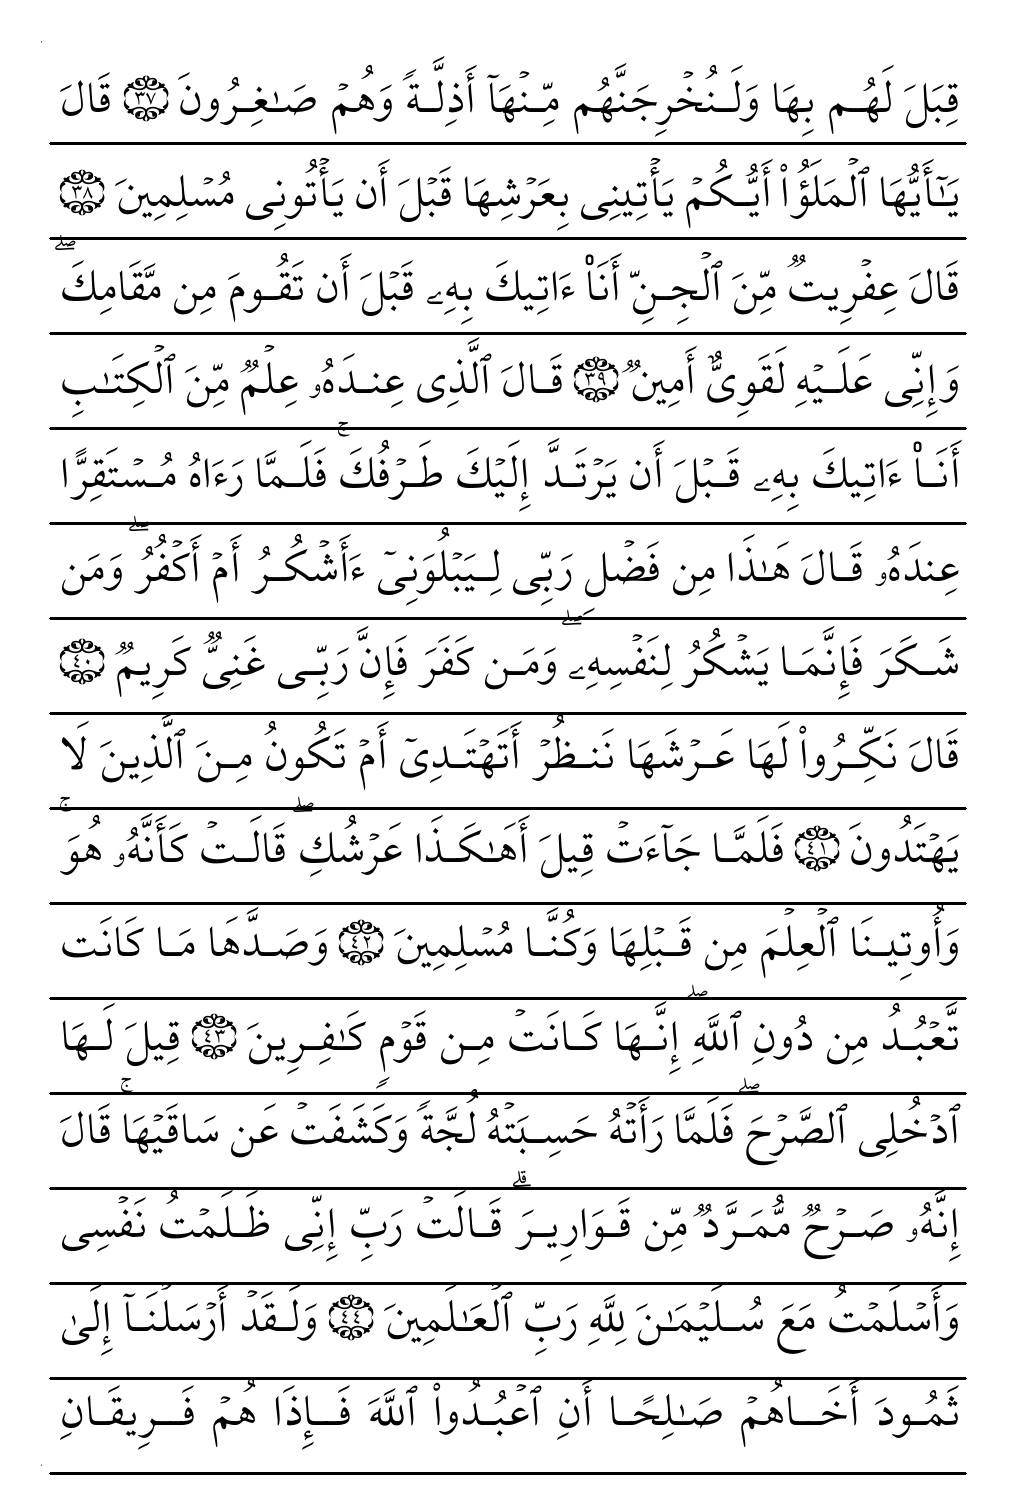 قِبَلَ لَهُم بِهَا وَلَنُخْرِجَنَّهُم مِّنْهَآ أَذِلَّةً وَهُمْ صَـٰغِرُونَ ٣٧ قَالَ
يَـٰٓأَيُّهَا ٱلْمَلَؤُا۟ أَيُّكُمْ يَأْتِينِى بِعَرْشِهَا قَبْلَ أَن يَأْتُونِى مُسْلِمِينَ ٣٨
قَالَ عِفْرِيتٌ مِّنَ ٱلْجِنِّ أَنَا۠ ءَاتِيكَ بِهِۦ قَبْلَ أَن تَقُومَ مِن مَّقَامِكَ ۖ
وَإِنِّى عَلَيْهِ لَقَوِىٌّ أَمِينٌ ٣٩ قَالَ ٱلَّذِى عِندَهُۥ عِلْمٌ مِّنَ ٱلْكِتَـٰبِ
أَنَا۠ ءَاتِيكَ بِهِۦ قَبْلَ أَن يَرْتَدَّ إِلَيْكَ طَرْفُكَ ۚ فَلَمَّا رَءَاهُ مُسْتَقِرًّا
عِندَهُۥ قَالَ هَـٰذَا مِن فَضْلِ رَبِّى لِيَبْلُوَنِىٓ ءَأَشْكُرُ أَمْ أَكْفُرُ ۖ وَمَن
شَكَرَ فَإِنَّمَا يَشْكُرُ لِنَفْسِهِۦ ۖ وَمَن كَفَرَ فَإِنَّ رَبِّى غَنِىٌّ كَرِيمٌ ٤٠
قَالَ نَكِّرُوا۟ لَهَا عَرْشَهَا نَنظُرْ أَتَهْتَدِىٓ أَمْ تَكُونُ مِنَ ٱلَّذِينَ لَا
يَهْتَدُونَ ٤١ فَلَمَّا جَآءَتْ قِيلَ أَهَـٰكَذَا عَرْشُكِ ۖ قَالَتْ كَأَنَّهُۥ هُوَ ۚ
وَأُوتِينَا ٱلْعِلْمَ مِن قَبْلِهَا وَكُنَّا مُسْلِمِينَ ٤٢ وَصَدَّهَا مَا كَانَت
تَّعْبُدُ مِن دُونِ ٱللَّهِ ۖ إِنَّهَا كَانَتْ مِن قَوْمٍ كَـٰفِرِينَ ٤٣ قِيلَ لَهَا
ٱدْخُلِى ٱلصَّرْحَ ۖ فَلَمَّا رَأَتْهُ حَسِبَتْهُ لُجَّةً وَكَشَفَتْ عَن سَاقَيْهَا ۚ قَالَ
إِنَّهُۥ صَرْحٌ مُّمَرَّدٌ مِّن قَوَارِيرَ ۗ قَالَتْ رَبِّ إِنِّى ظَلَمْتُ نَفْسِى
وَأَسْلَمْتُ مَعَ سُلَيْمَـٰنَ لِلَّهِ رَبِّ ٱلْعَـٰلَمِينَ ٤٤ وَلَقَدْ أَرْسَلْنَآ إِلَىٰ
ثَمُودَ أَخَاهُمْ صَـٰلِحًا أَنِ ٱعْبُدُوا۟ ٱللَّهَ فَإِذَا هُمْ فَرِيقَانِ